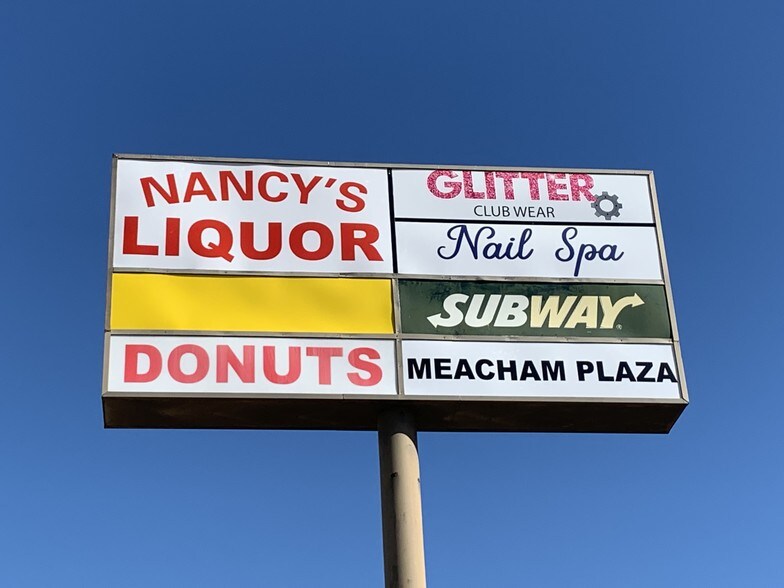 NANCY'S
LIQUOR
GLITTER
CLUB WEAR
Nail Spa
SUBWAY®
DONUTS
MEACHAM PLAZA